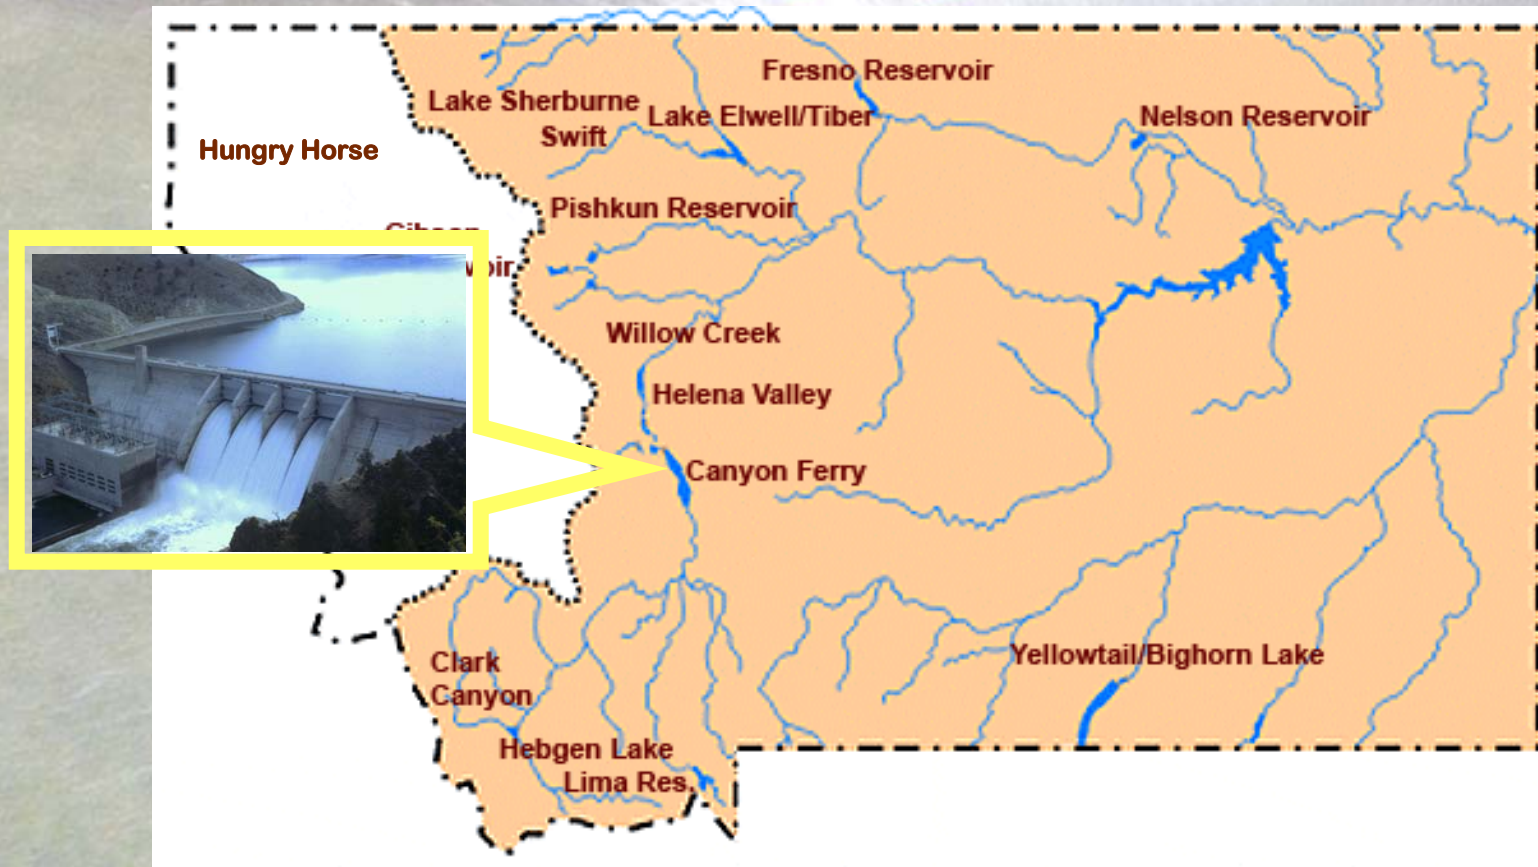 Fresno Reservoir
Lake Sherburne
Lake Elwell/Tiber
Nelson Reservoir
Swift
Hungry Horse
Pishkun Reservoir
Willow Creek
Helena Valley
Canyon Ferry
Clark
Canyon
Yellowtail/Bighorn Lake
Hebgen Lake
Lima Res.